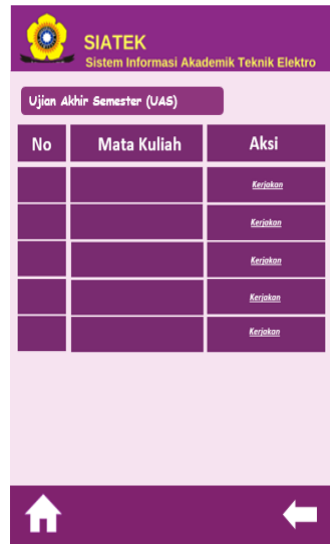 SIATEK
Sistem Informasi Akademik Teknik Elektro
Ujian Akhir Semester (UAS)
No Mata Kuliah Aksi
Kerjakan
Kerjakan
Kerjakan
Kerjakan
Kerjakan